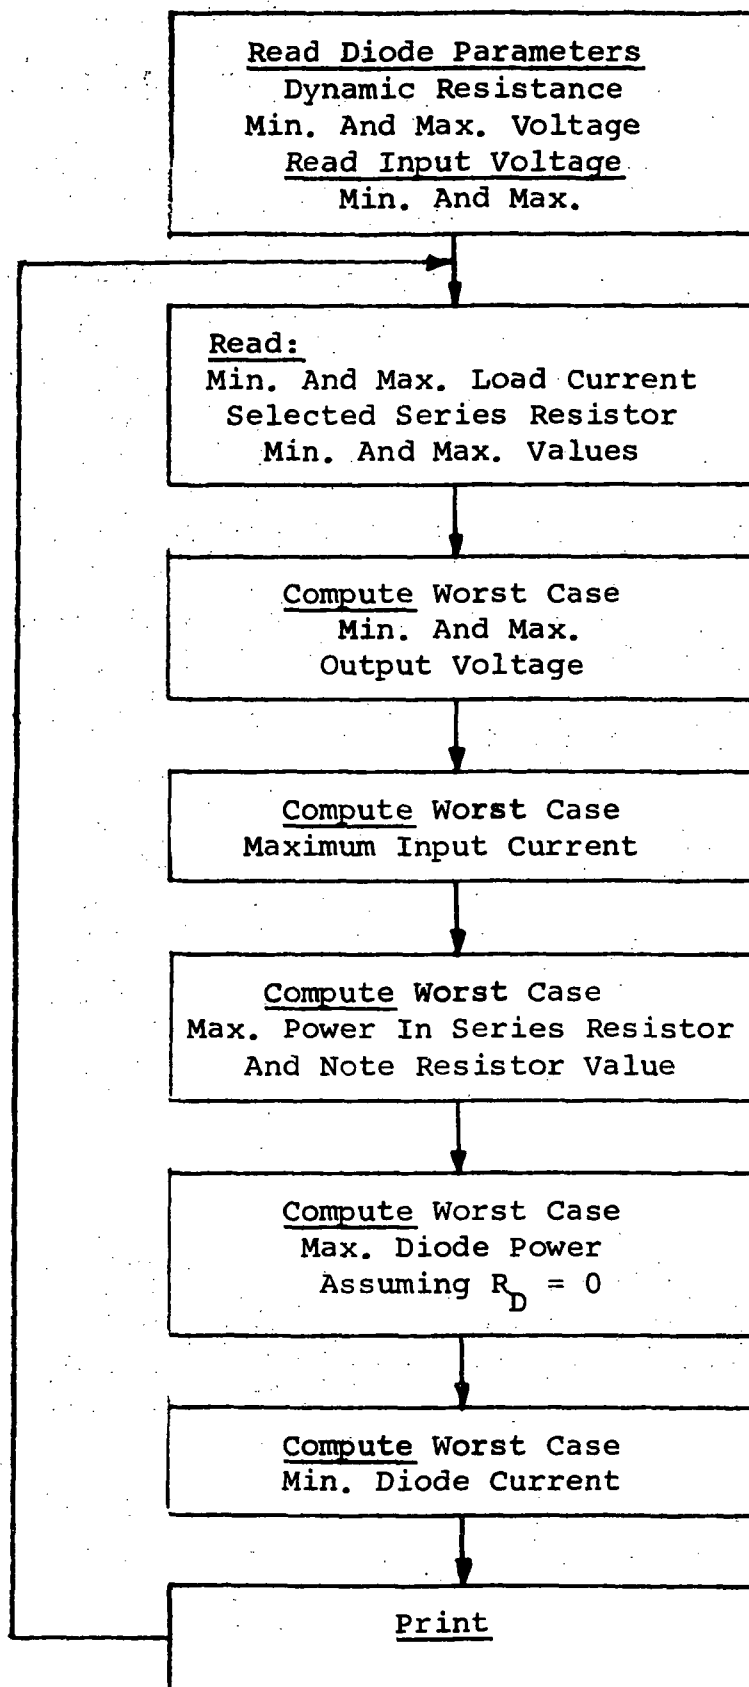 Read Diode Parameters
Dynamic Resistance
Min. And Max. Voltage
Read Input Voltage
Min. And Max.
Read:
Min. And Max. Load Current
Selected Series Resistor
Min. And Max. Values
Compute Worst Case
Min. And Max.
Output Voltage
Compute Worst Case
Maximum Input Current
Compute Worst Case
Max. Power In Series Resistor
And Note Resistor Value
Compute Worst Case
Max. Diode Power
Assuming R_D = 0
Compute Worst Case
Min. Diode Current
Print